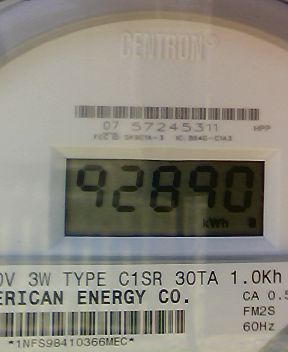 CENTRON®
07 57245311 HPP
92890
kWh
0V 3W TYPE C1SR 30TA 1.0Kh
ERICAN ENERGY CO. CA 0.5
FM2S
60Hz
*1NFS98410366MEC*